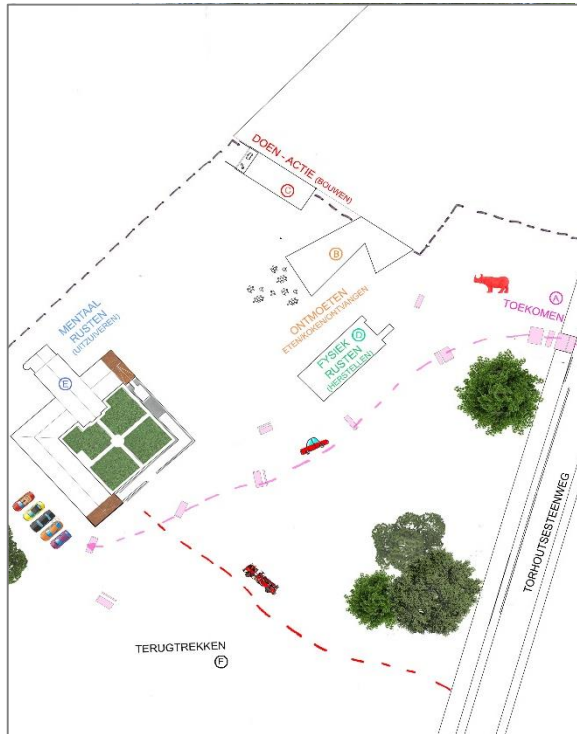 DOEN - ACTIE (BOUWEN)
C
B
ONTMOETEN
ETEN/KOKEN/ONTVANGEN
A
TOEKOMEN
MENTAAL
RUSTEN
(UITZUIVEREN)
E
D
FYSIEK
RUSTEN
(HERSTELLEN)
TORHOUTSESTEENWEG
TERUGTREKKEN
F